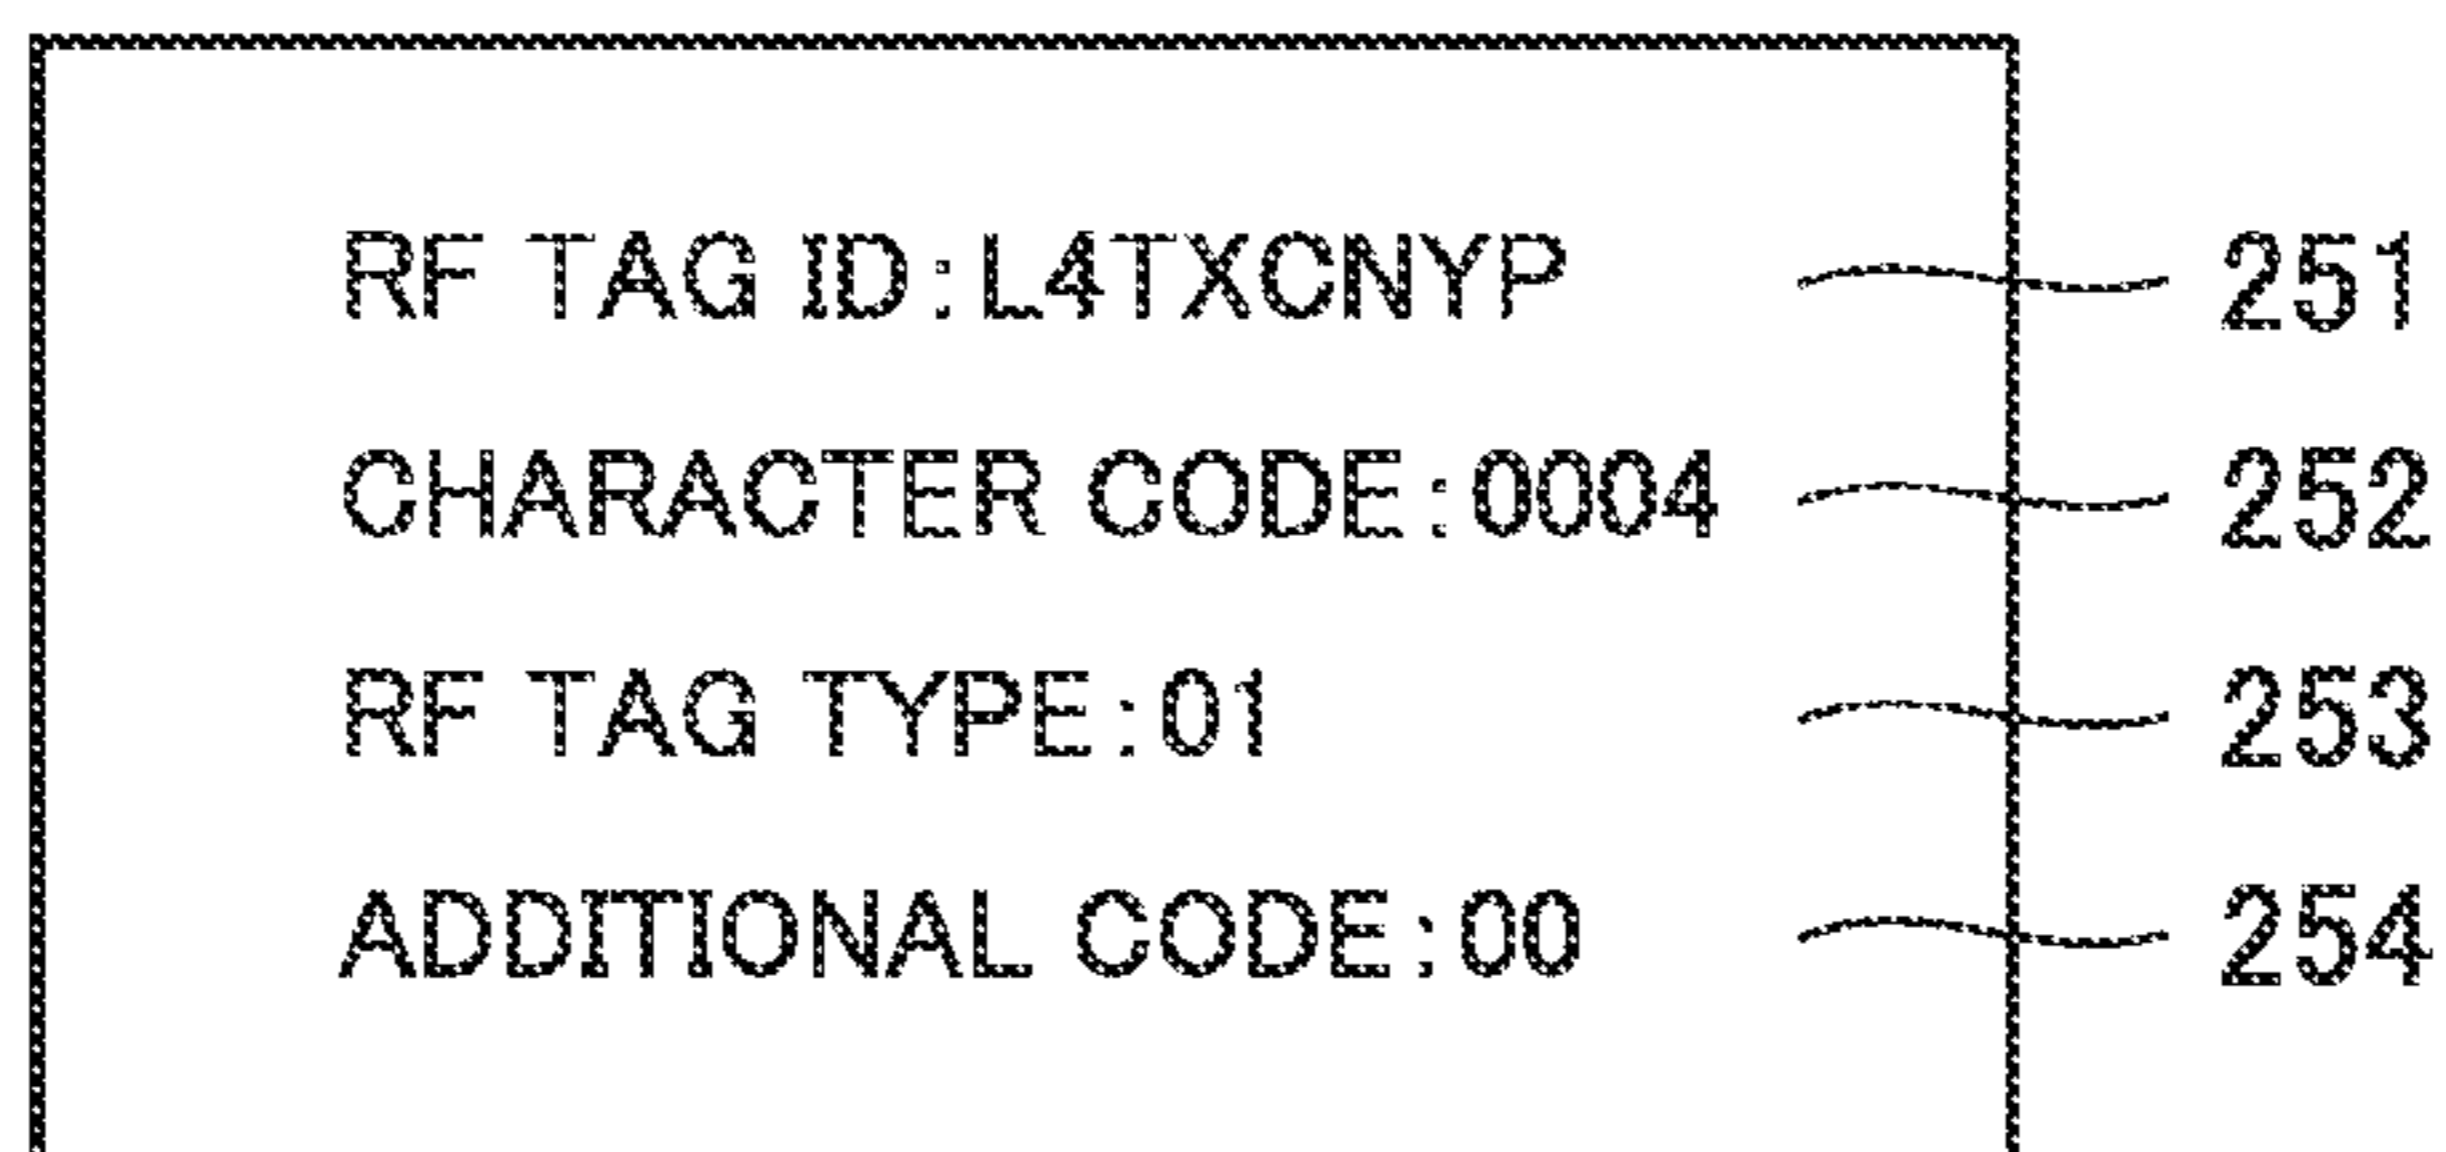 RF TAG ID:L4TXCNYP 251
CHARACTER CODE:0004 252
RF TAG TYPE:01 253
ADDITIONAL CODE:00 254